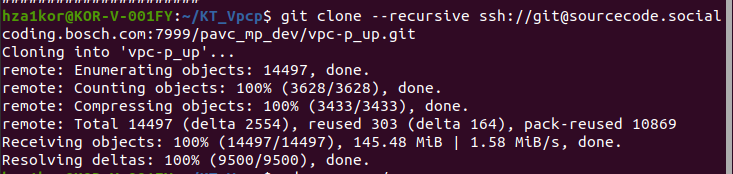 hza1kor@KOR-V-001FY:~/KT_Vpcp$ git clone --recursive ssh://git@sourcecode.social
coding.bosch.com:7999/pavc_mp_dev/vpc-p_up.git
Cloning into 'vpc-p_up'...
remote: Enumerating objects: 14497, done.
remote: Counting objects: 100% (3628/3628), done.
remote: Compressing objects: 100% (3433/3433), done.
remote: Total 14497 (delta 2554), reused 303 (delta 164), pack-reused 10869
Receiving objects: 100% (14497/14497), 145.48 MiB | 1.58 MiB/s, done.
Resolving deltas: 100% (9500/9500), done.